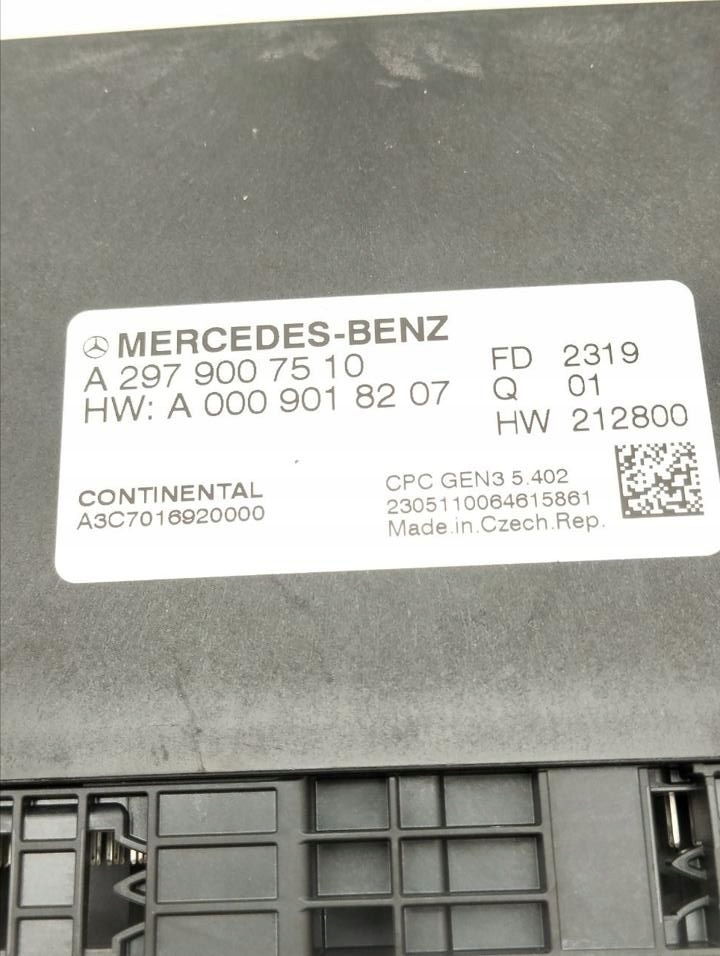 MERCEDES-BENZ
A 297 900 75 10
HW: A 000 901 82 07
FD 2319
Q 01
HW 212800
CONTINENTAL
A3C7016920000
CPC GEN3 5.402
2305110064615861
Made.in.Czech.Rep.